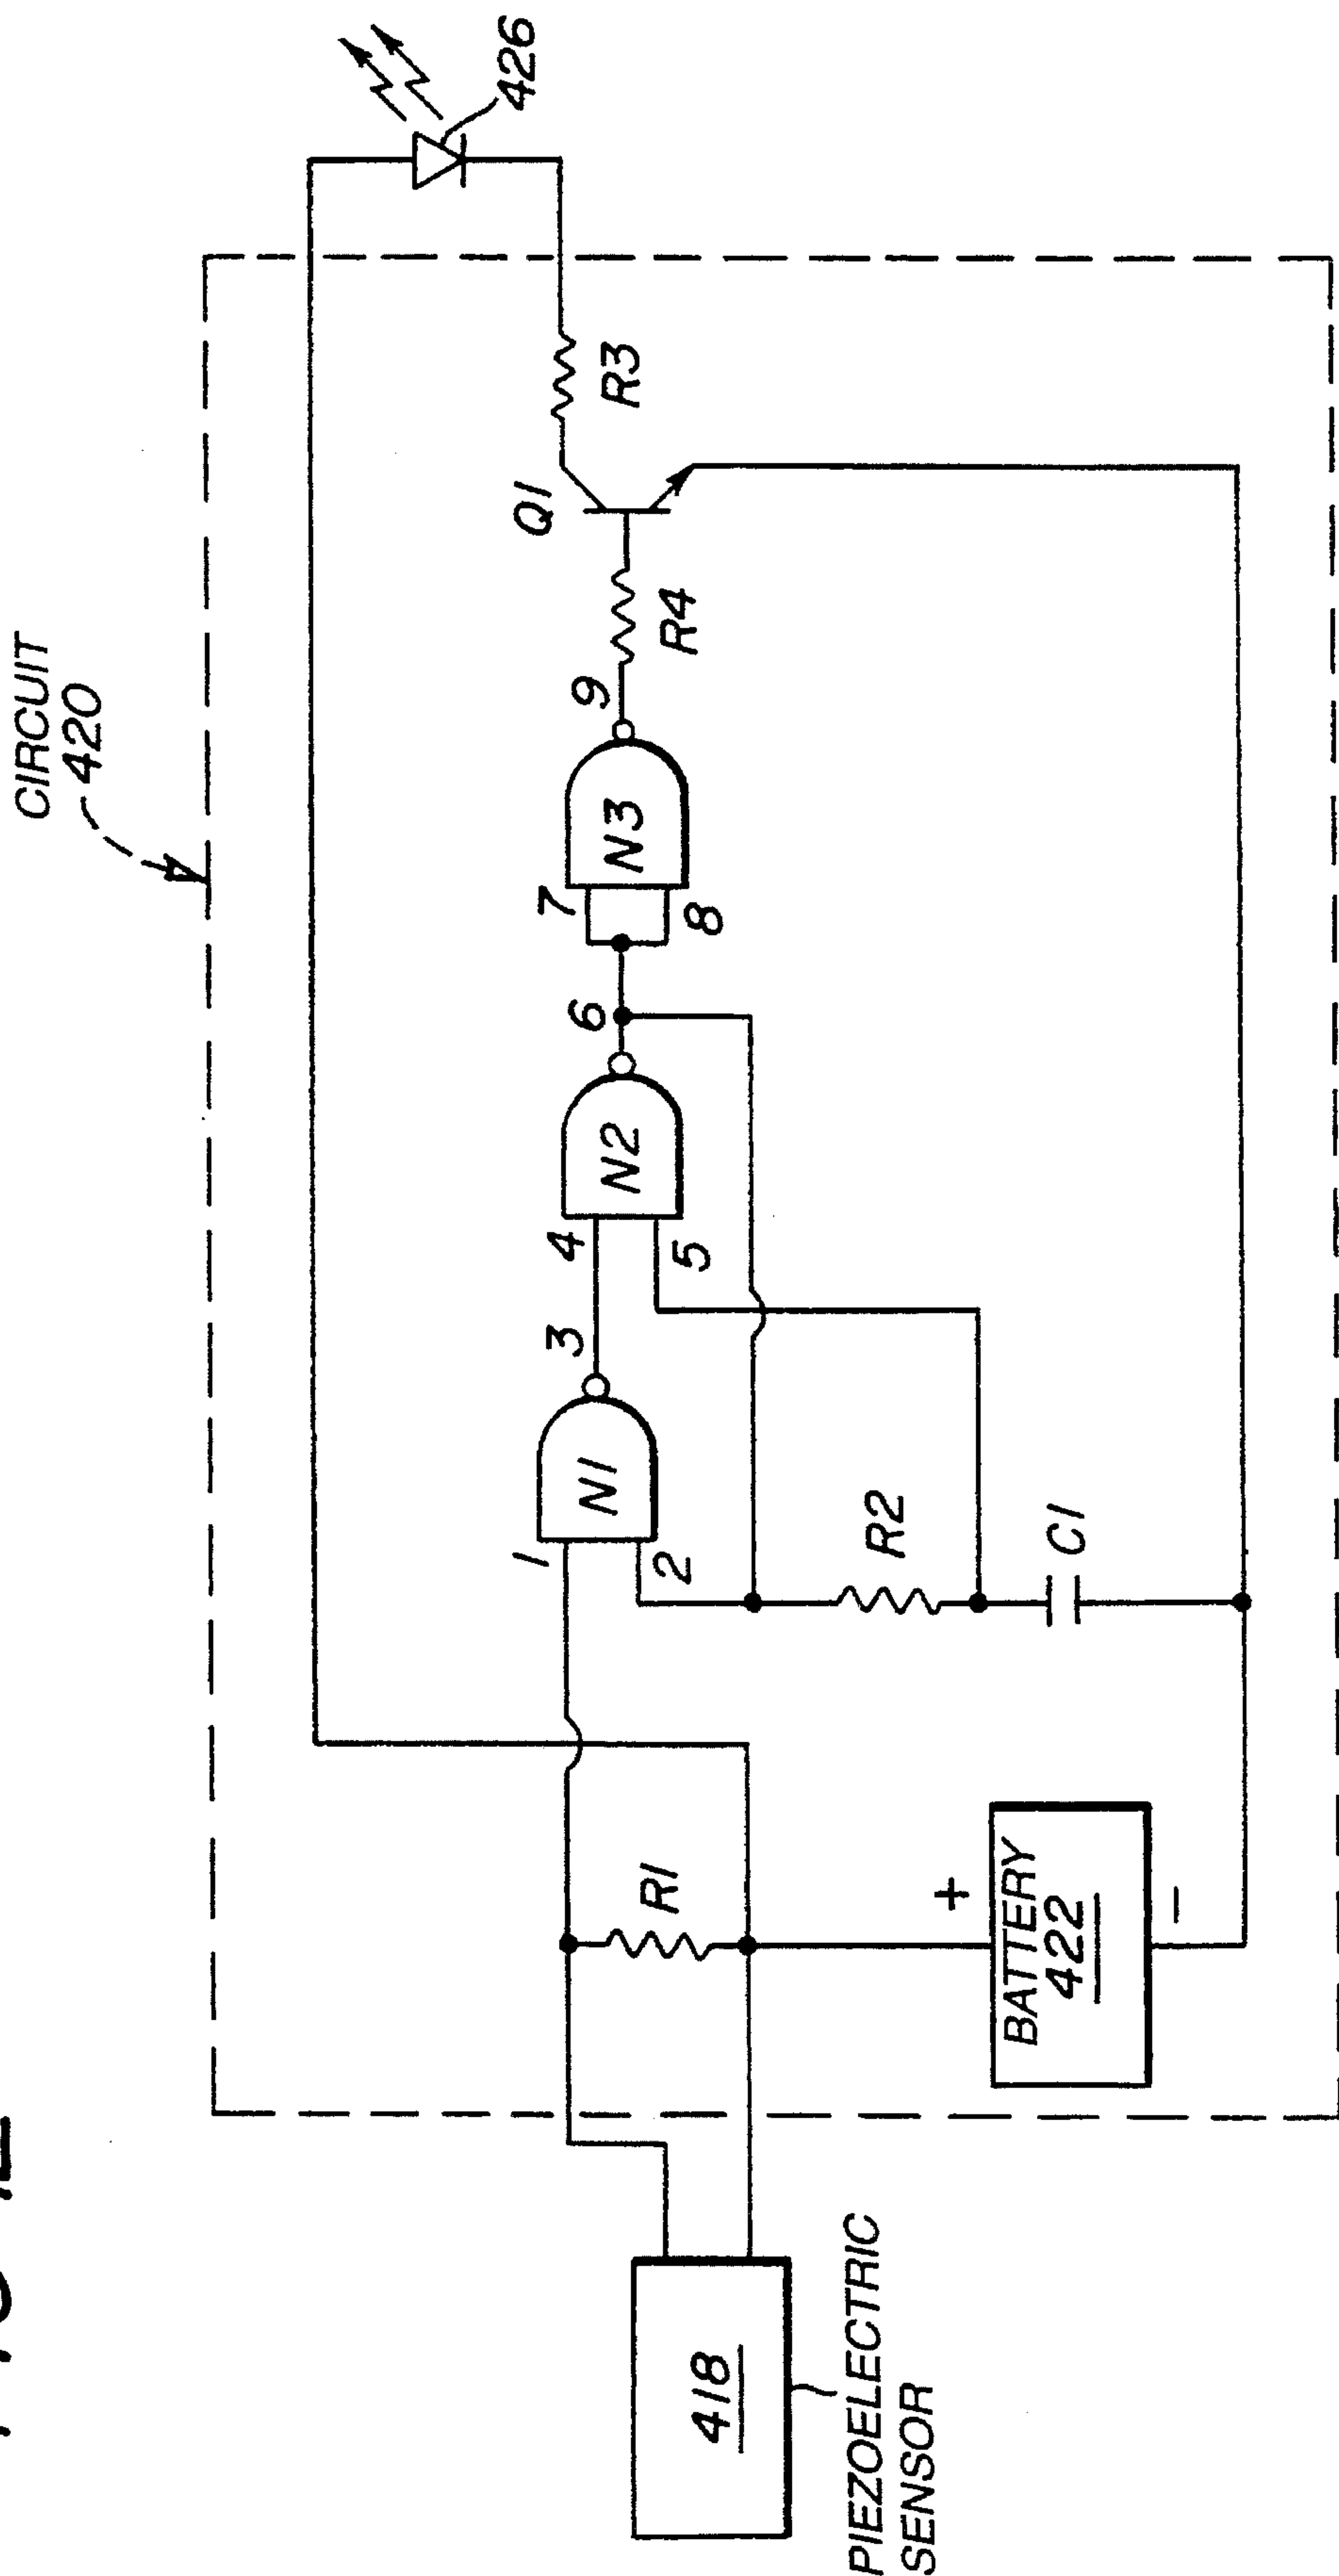 CIRCUIT
420
426
Q1
R3
R4
9
N3
7
8
6
N2
4
5
3
N1
1
2
R2
C1
R1
+
BATTERY
422
-
418
PIEZOELECTRIC
SENSOR